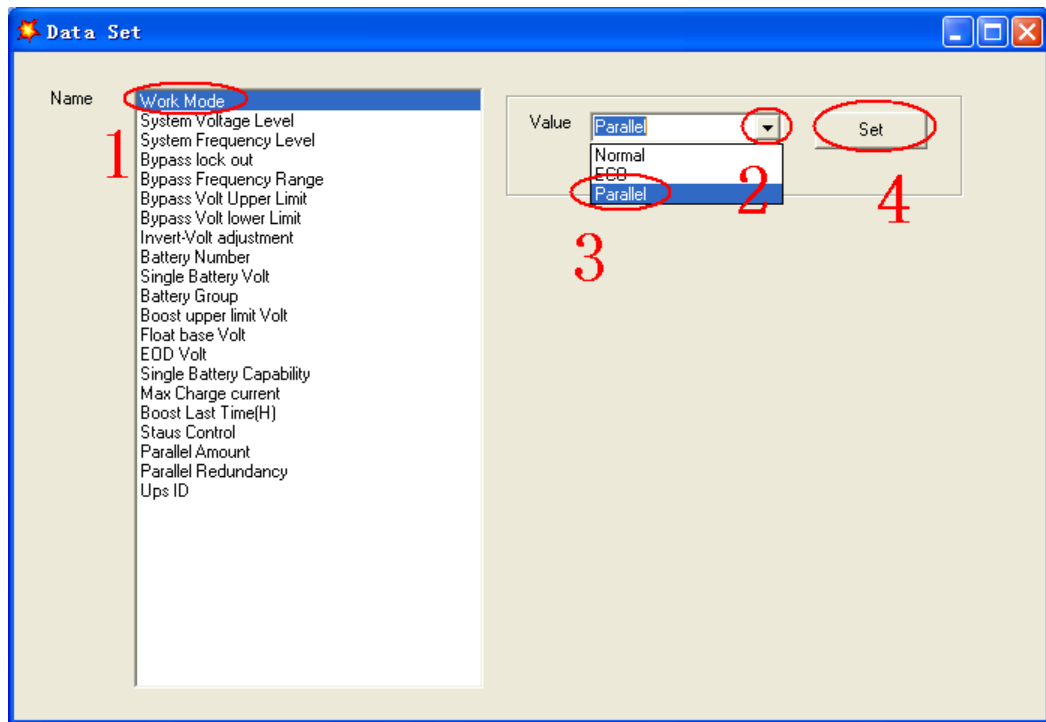 Data Set
Name
Work Mode
System Voltage Level
System Frequency Level
Bypass lock out
Bypass Frequency Range
Bypass Volt Upper Limit
Bypass Volt lower Limit
Invert-Volt adjustment
Battery Number
Single Battery Volt
Battery Group
Boost upper limit Volt
Float base Volt
EOD Volt
Single Battery Capability
Max Charge current
Boost Last Time(H)
Staus Control
Parallel Amount
Parallel Redundancy
Ups ID
1
Value
Parallel
Normal
ECO
Parallel
2
3
Set
4